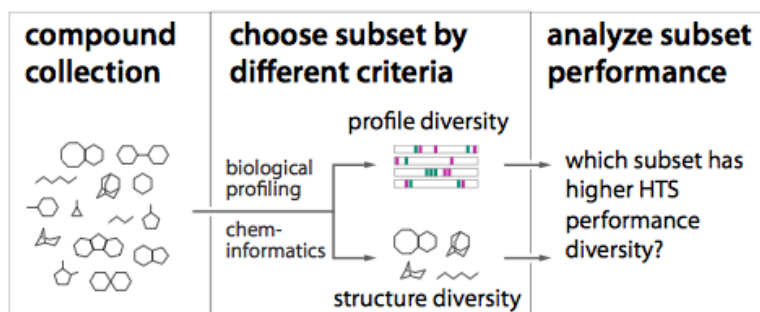 compound
collection
choose subset by
different criteria
analyze subset
performance
profile diversity
biological
profiling
chem-
informatics
structure diversity
which subset has
higher HTS
performance
diversity?